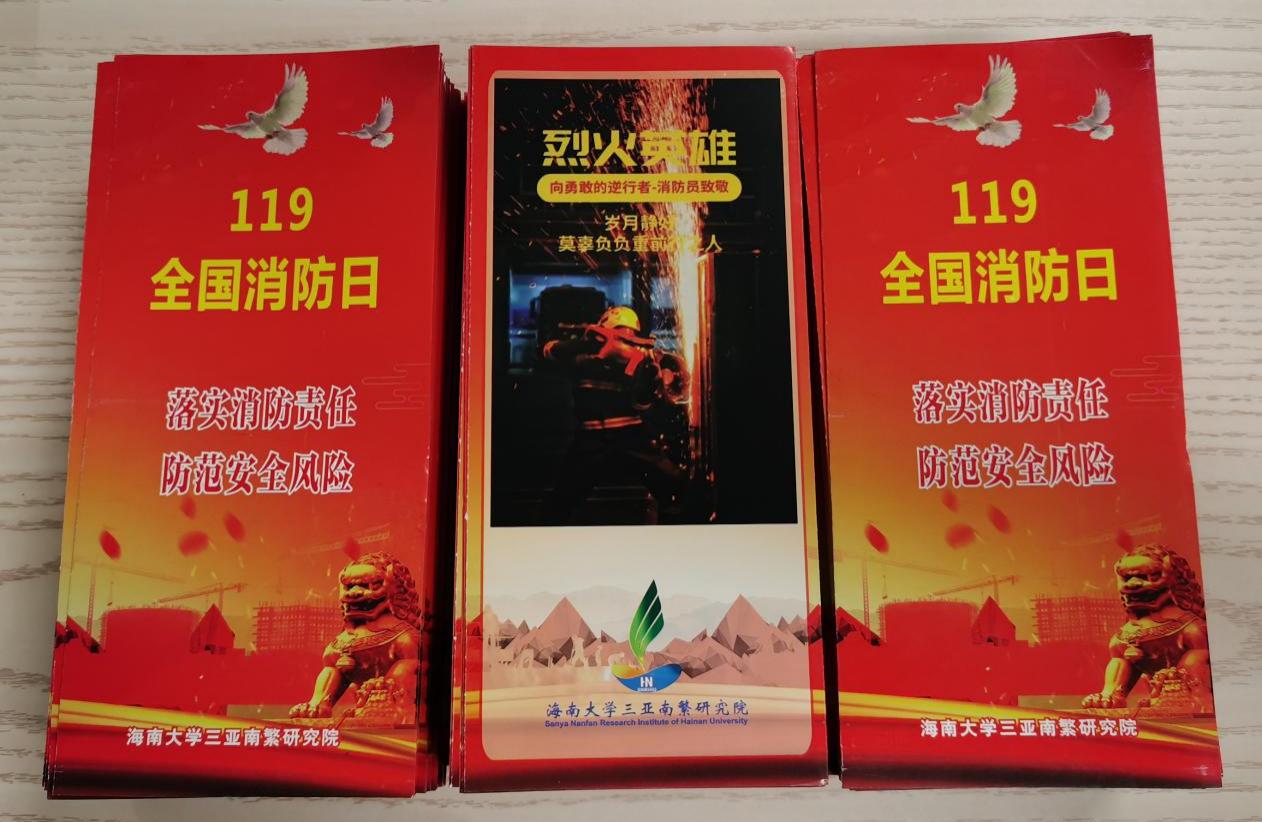 119
全国消防日
落实消防责任
防范安全风险
海南大学三亚南繁研究院
烈火英雄
向勇敢的逆行者-消防员致敬
岁月静好
莫辜负负重前行之人
HN
海南大学三亚南繁研究院
Sanya Nanfan Research Institute of Hainan University
119
全国消防日
落实消防责任
防范安全风险
海南大学三亚南繁研究院